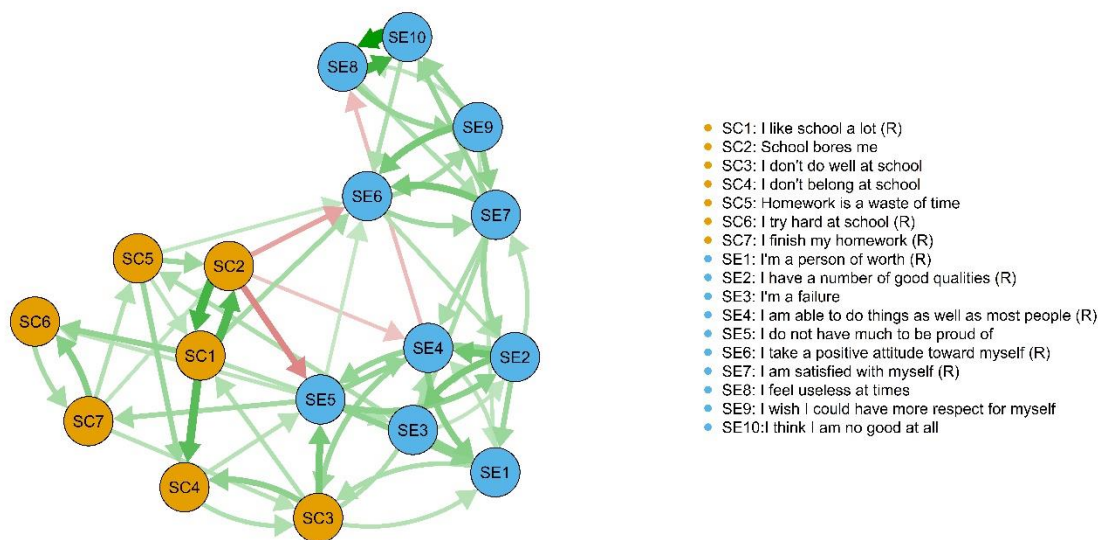 SE10
SE8
SE9
SE6
SE7
SC5
SC2
SC6
SC1
SE4
SE2
SE5
SC7
SE3
SE1
SC4
SC3
SC1: I like school a lot (R)
SC2: School bores me
SC3: I don't do well at school
SC4: I don't belong at school
SC5: Homework is a waste of time
SC6: I try hard at school (R)
SC7: I finish my homework (R)
SE1: I'm a person of worth (R)
SE2: I have a number of good qualities (R)
SE3: I'm a failure
SE4: I am able to do things as well as most people (R)
SE5: I do not have much to be proud of
SE6: I take a positive attitude toward myself (R)
SE7: I am satisfied with myself (R)
SE8: I feel useless at times
SE9: I wish I could have more respect for myself
SE10:I think I am no good at all